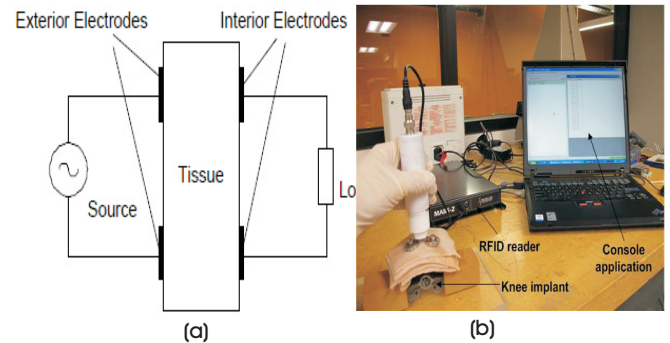 Exterior Electrodes
Interior Electrodes
Tissue
Source
Lo
(a)
RFID reader
Console
application
Knee implant
(b)